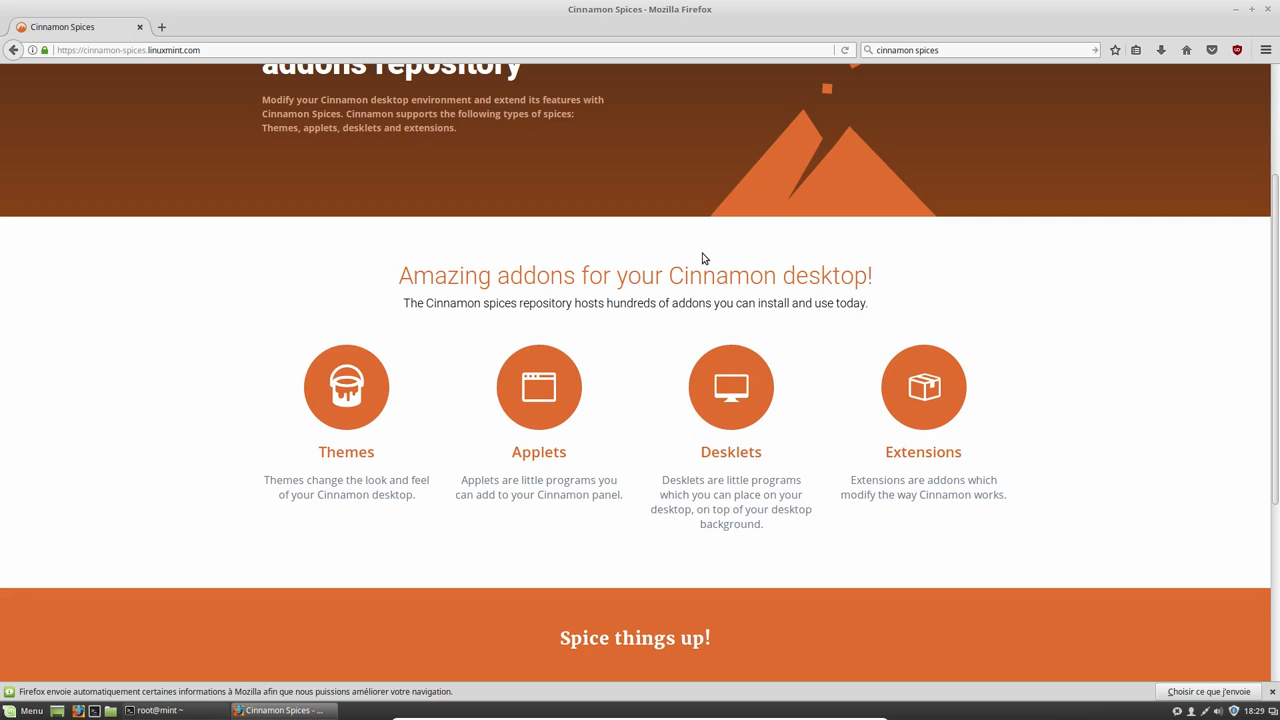 Cinnamon Spices - Mozilla Firefox
Cinnamon Spices
https://cinnamon-spices.linuxmint.com
cinnamon spices
addons repository
Modify your Cinnamon desktop environment and extend its features with
Cinnamon Spices. Cinnamon supports the following types of spices:
Themes, applets, desklets and extensions.
Amazing addons for your Cinnamon desktop!
The Cinnamon spices repository hosts hundreds of addons you can install and use today.
Themes
Themes change the look and feel
of your Cinnamon desktop.
Applets
Applets are little programs you
can add to your Cinnamon panel.
Desklets
Desklets are little programs
which you can place on your
desktop, on top of your desktop
background.
Extensions
Extensions are addons which
modify the way Cinnamon works.
Spice things up!
Firefox envoie automatiquement certaines informations à Mozilla afin que nous puissions améliorer votre navigation.
Choisir ce que j'envoie
Menu
root@mint ~
Cinnamon Spices - ...
18:29